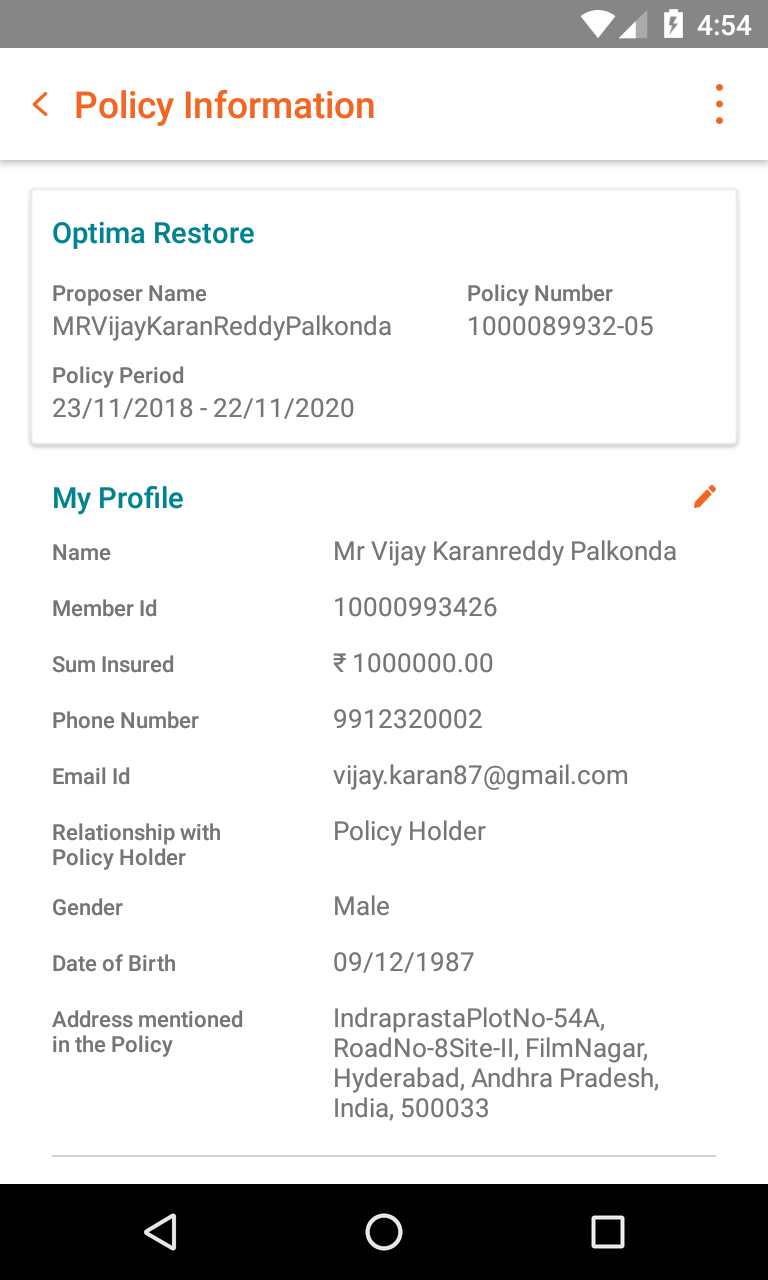 4:54
Policy Information
Optima Restore
Proposer Name
MRVijayKaranReddyPalkonda
Policy Number
1000089932-05
Policy Period
23/11/2018 - 22/11/2020
My Profile
Name
Mr Vijay Karanreddy Palkonda
Member Id
10000993426
Sum Insured
₹ 1000000.00
Phone Number
9912320002
Email Id
vijay.karan87@gmail.com
Relationship with
Policy Holder
Policy Holder
Gender
Male
Date of Birth
09/12/1987
Address mentioned
in the Policy
IndraprastaPlotNo-54A,
RoadNo-8Site-II, FilmNagar,
Hyderabad, Andhra Pradesh,
India, 500033